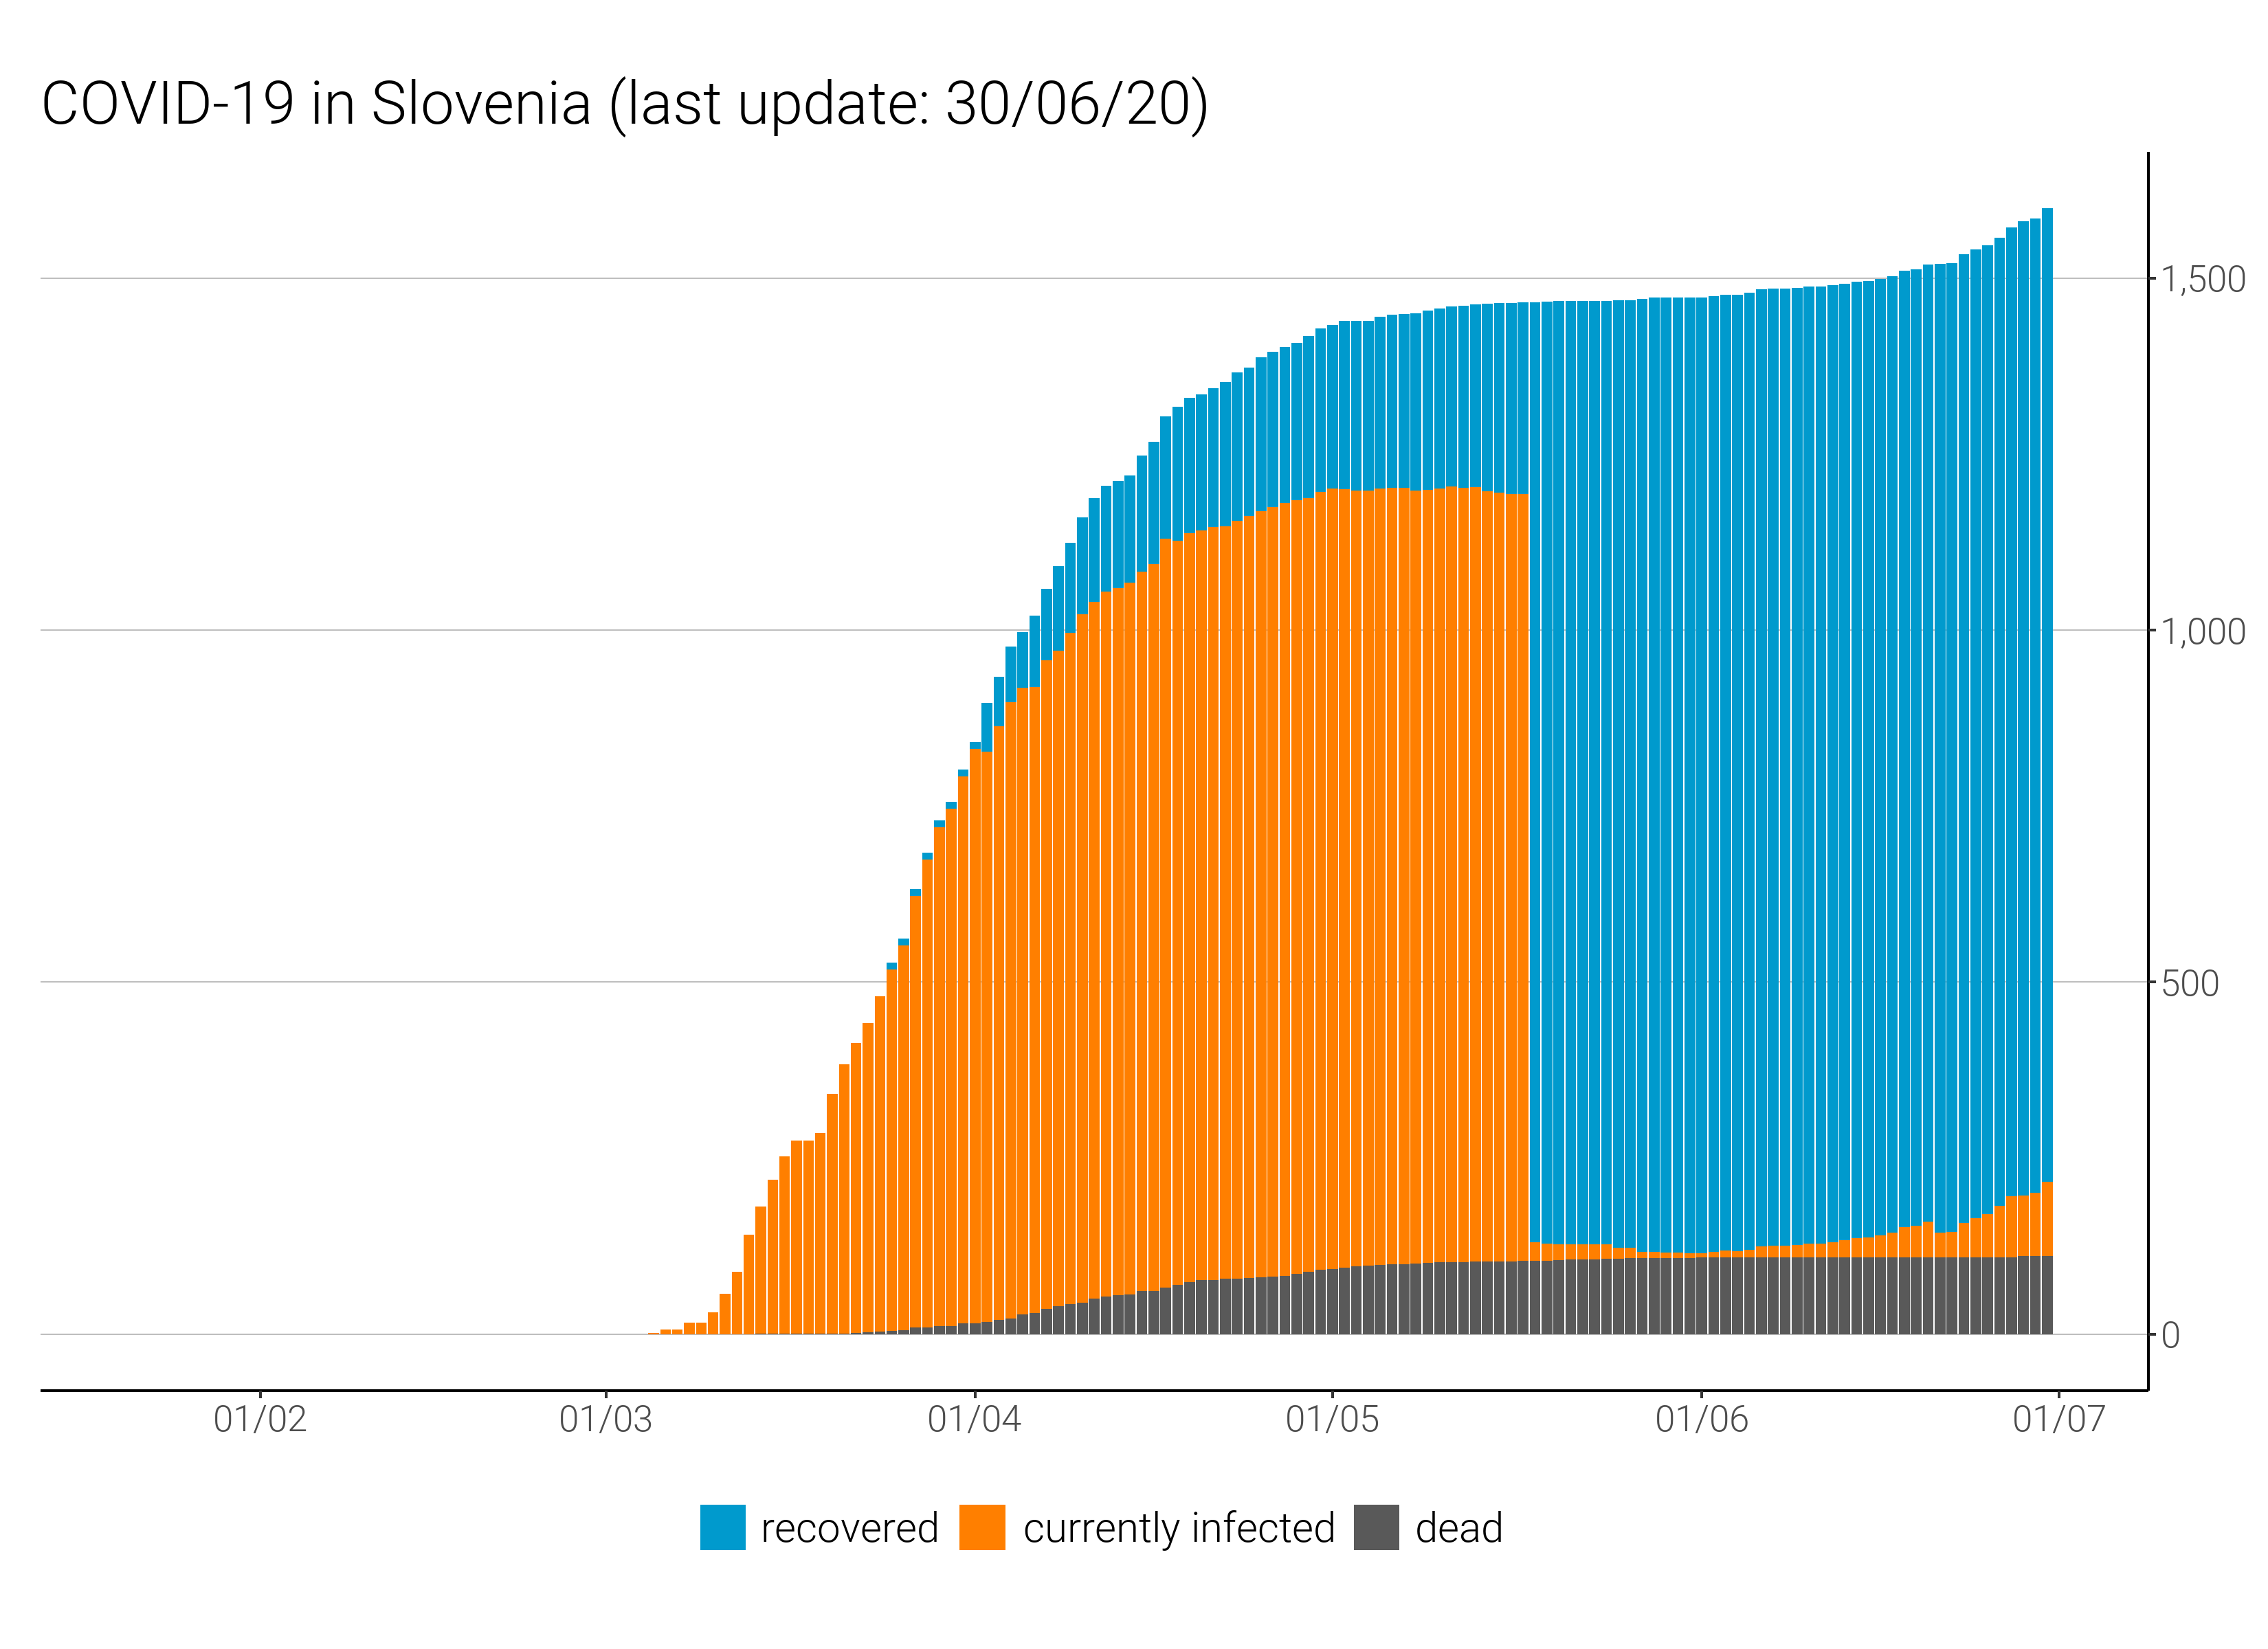 COVID-19 in Slovenia (last update: 30/06/20)
1,500
1,000
500
0
01/02 01/03 01/04 01/05 01/06 01/07
recovered currently infected dead